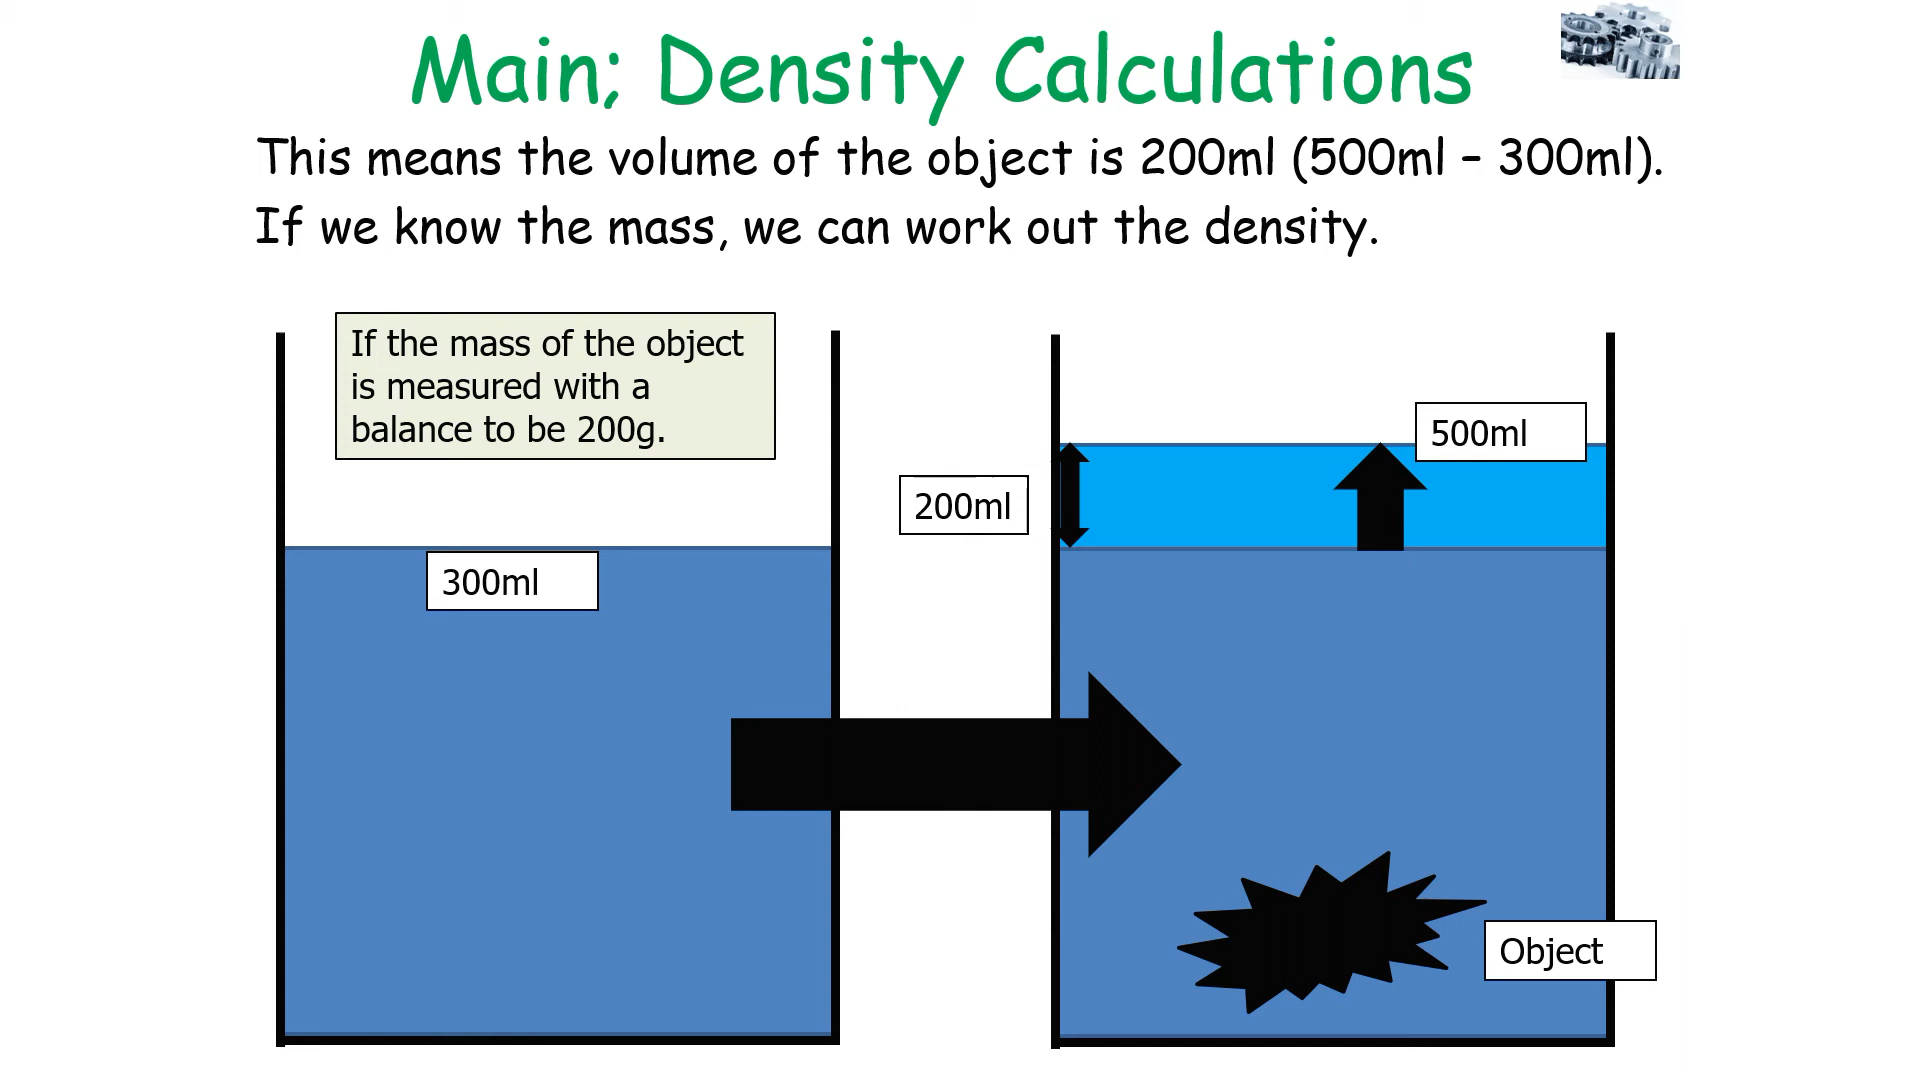 Main; Density Calculations
This means the volume of the object is 200ml (500ml – 300ml).
If we know the mass, we can work out the density.
If the mass of the object
is measured with a
balance to be 200g.
500ml
200ml
300ml
Object